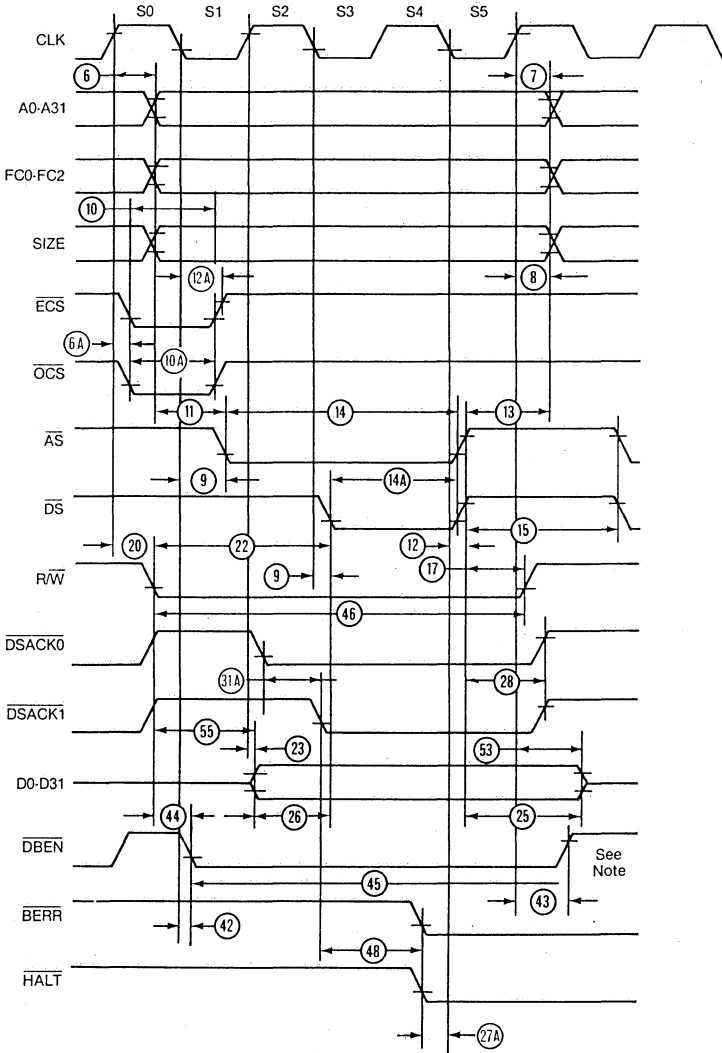 S0 S1 S2 S3 S4 S5
CLK
6 7
A0-A31
FC0-FC2
10
SIZE
12A 8
ECS
6A 10A
OCS
11 14 13
AS
9 14A
DS
20 22 12 15
9 17
R/W
46
DSACK0
31A 28
DSACK1
55 23 53
D0-D31
44 26 25
DBEN
See
Note
45
43
BERR
42
48
HALT
27A